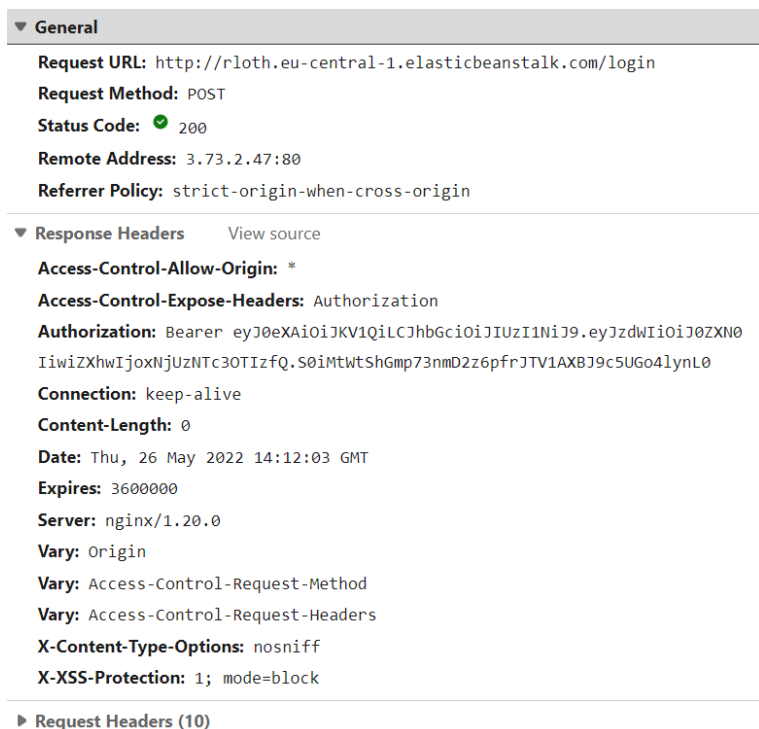 General
Request URL: http://rloth.eu-central-1.elasticbeanstalk.com/login
Request Method: POST
Status Code: 200
Remote Address: 3.73.2.47:80
Referrer Policy: strict-origin-when-cross-origin
Response Headers View source
Access-Control-Allow-Origin: *
Access-Control-Expose-Headers: Authorization
Authorization: Bearer eyJ0eXAiOiJKV1QiLCJhbGciOiJIUzI1NiJ9.eyJzdWIiOiJ0ZXN0
IiwiZXhwIjoxNjUzNTc3OTIzfQ.S0iMtWtShGmp73nmD2z6pfrJTV1AXBJ9c5UGo4lynL0
Connection: keep-alive
Content-Length: 0
Date: Thu, 26 May 2022 14:12:03 GMT
Expires: 3600000
Server: nginx/1.20.0
Vary: Origin
Vary: Access-Control-Request-Method
Vary: Access-Control-Request-Headers
X-Content-Type-Options: nosniff
X-XSS-Protection: 1; mode=block
Request Headers (10)